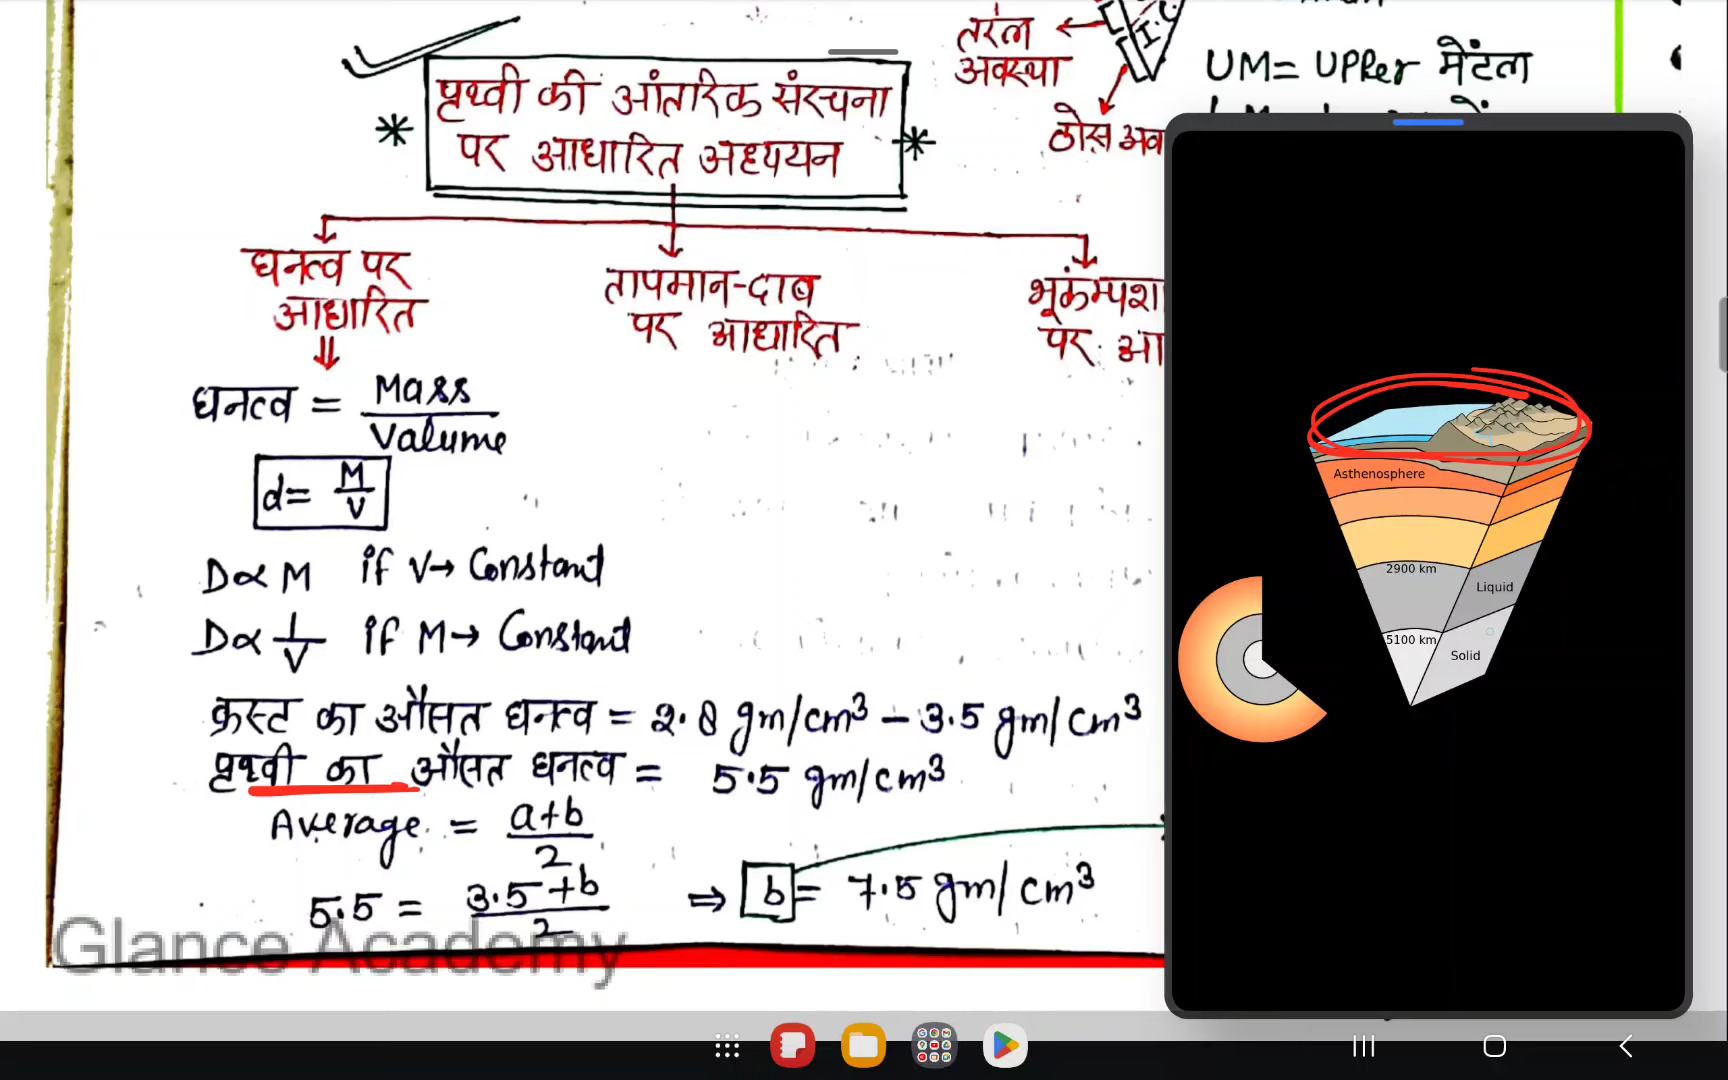 तरल
अवस्था
I.C
UM= UPPer मेंटल
ठोस अव
पृथ्वी की आंतरिक संरचना
पर आधारित अध्ययन
घनत्व पर
आधारित
तापमान-दाब
पर आधारित
भूकंम्पश
पर आ
घनत्व = Mass
Valume
d= M
V
D∝ M if V→ Constant
D∝ 1
V if M→ Constant
क्रस्ट का औसत घनत्व = 2.8 gm/cm³ – 3.5 gm/cm³
पृथ्वी का औसत घनत्व = 5.5 gm/cm³
Average = a+b
2
5.5 = 3.5+b
2
⇒ b = 7.5 gm/cm³
Glance Academy
Asthenosphere
2900 km
Liquid
5100 km
Solid